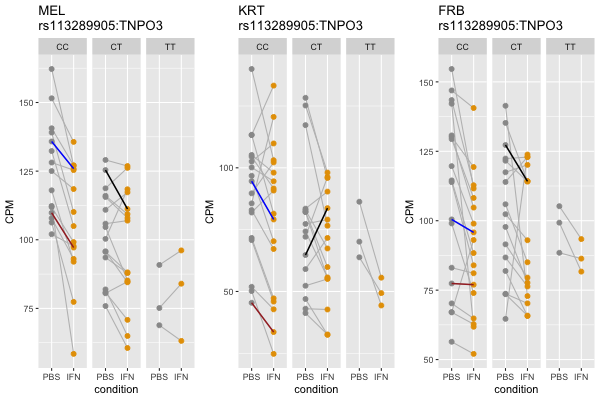 MEL
rs113289905:TNPO3
CC CT TT
150
125
100
75
CPM
PBS IFN PBS IFN PBS IFN
condition
KRT
rs113289905:TNPO3
CC CT TT
100
50
CPM
PBS IFN PBS IFN PBS IFN
condition
FRB
rs113289905:TNPO3
CC CT TT
150
125
100
75
50
CPM
PBS IFN PBS IFN PBS IFN
condition